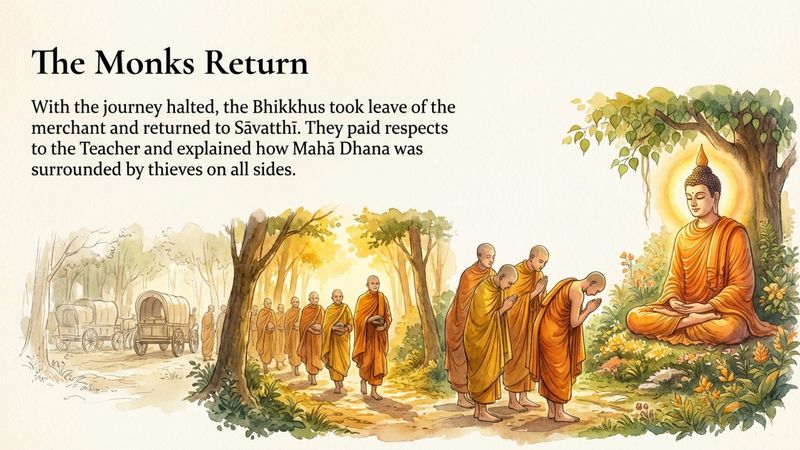 The Monks Return
With the journey halted, the Bhikkhus took leave of the
merchant and returned to Sāvatthī. They paid respects
to the Teacher and explained how Mahā Dhana was
surrounded by thieves on all sides.